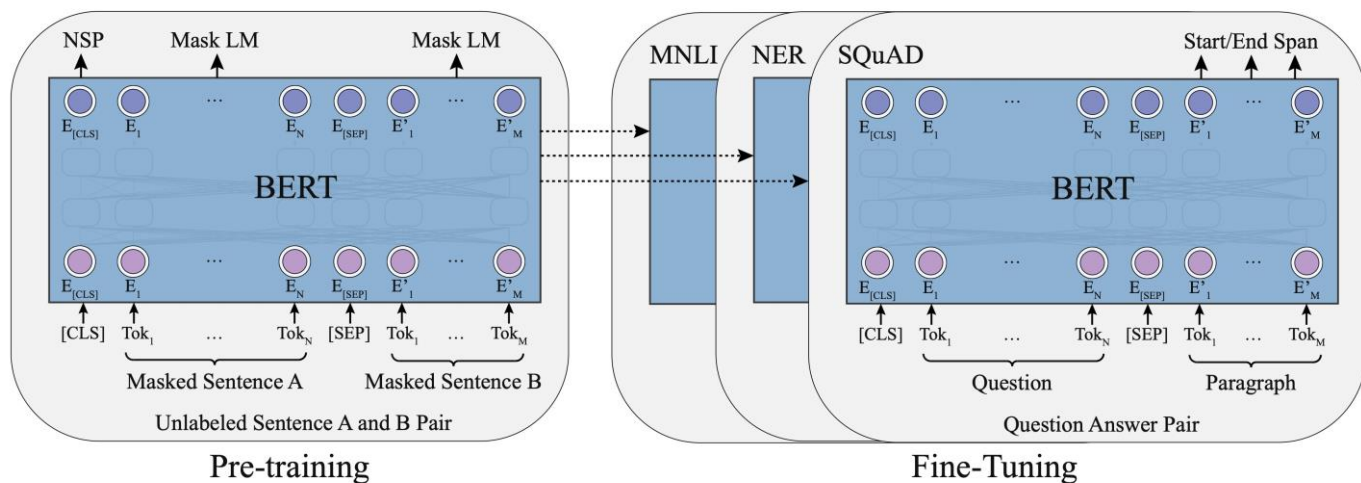 NSP Mask LM Mask LM
E[CLS] E1 ... EN E[SEP] E'1 ... E'M
BERT
E[CLS] E1 ... EN E[SEP] E'1 ... E'M
[CLS] Tok1 ... TokN [SEP] Tok1 ... TokM
Masked Sentence A Masked Sentence B
Unlabeled Sentence A and B Pair
Pre-training
MNLI NER SQuAD Start/End Span
E[CLS] E1 ... EN E[SEP] E'1 ... E'M
BERT
E[CLS] E1 ... EN E[SEP] E'1 ... E'M
[CLS] Tok1 ... TokN [SEP] Tok1 ... TokM
Question Paragraph
Question Answer Pair
Fine-Tuning